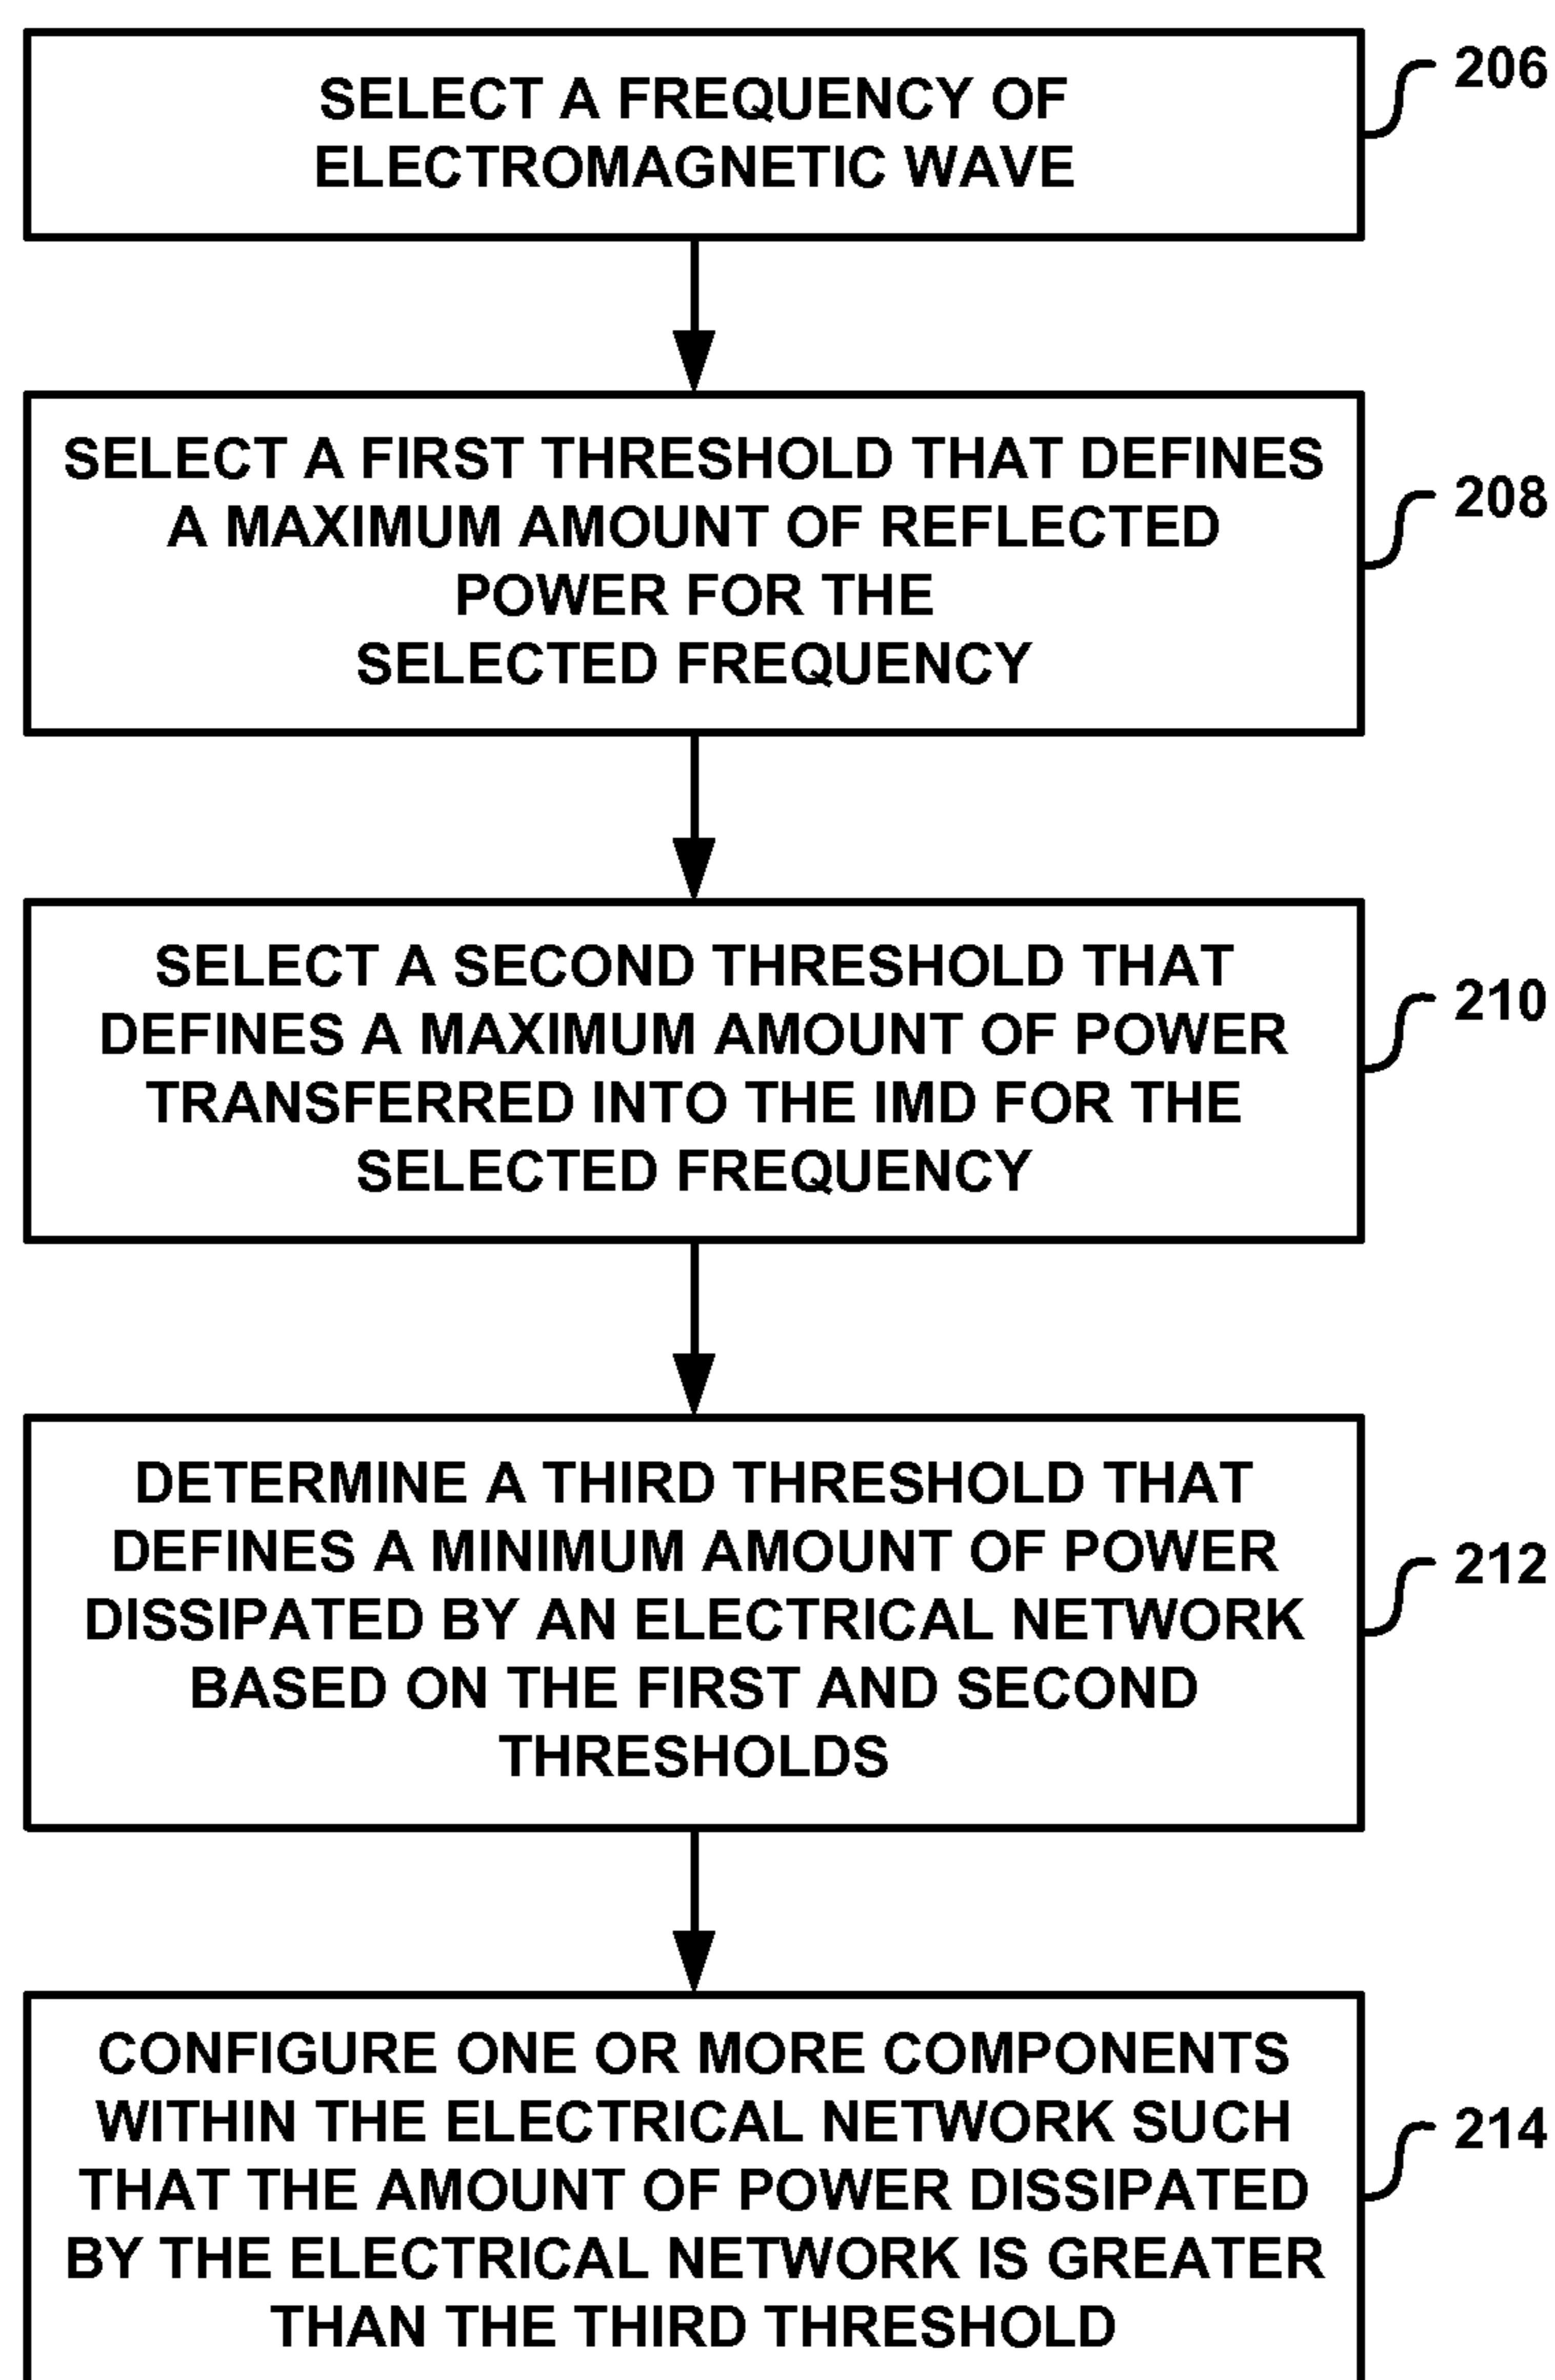 SELECT A FREQUENCY OF
ELECTROMAGNETIC WAVE
206
SELECT A FIRST THRESHOLD THAT DEFINES
A MAXIMUM AMOUNT OF REFLECTED
POWER FOR THE
SELECTED FREQUENCY
208
SELECT A SECOND THRESHOLD THAT
DEFINES A MAXIMUM AMOUNT OF POWER
TRANSFERRED INTO THE IMD FOR THE
SELECTED FREQUENCY
210
DETERMINE A THIRD THRESHOLD THAT
DEFINES A MINIMUM AMOUNT OF POWER
DISSIPATED BY AN ELECTRICAL NETWORK
BASED ON THE FIRST AND SECOND
THRESHOLDS
212
CONFIGURE ONE OR MORE COMPONENTS
WITHIN THE ELECTRICAL NETWORK SUCH
THAT THE AMOUNT OF POWER DISSIPATED
BY THE ELECTRICAL NETWORK IS GREATER
THAN THE THIRD THRESHOLD
214